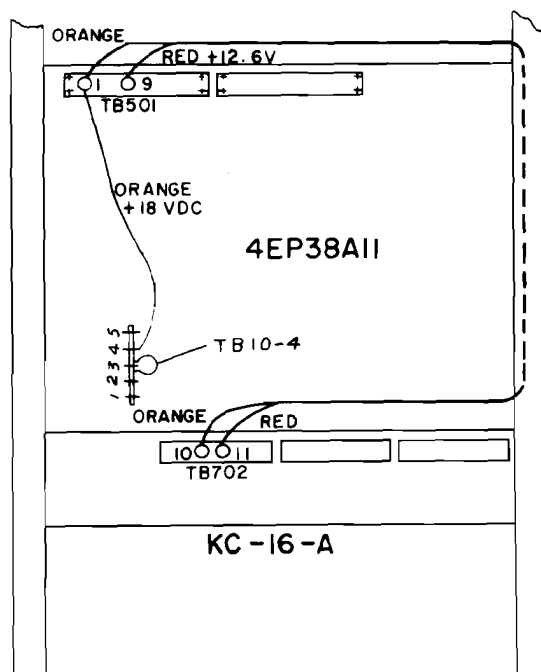 ORANGE
RED +12.6V
1 9
TB501
ORANGE
+18 VDC
4EP38A11
1 2 3 4 5
TB10-4
ORANGE RED
10 11
TB702
KC-16-A